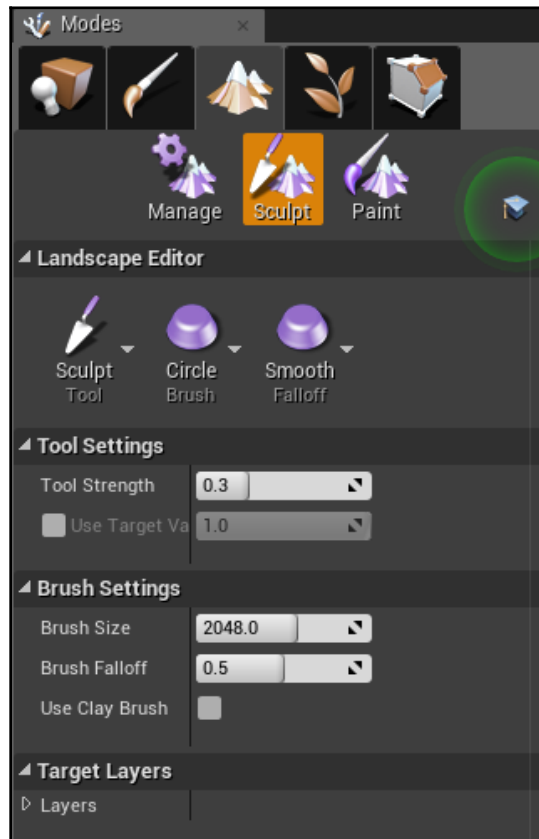 Modes
Manage Sculpt Paint
Landscape Editor
Sculpt Circle Smooth
Tool Brush Falloff
Tool Settings
Tool Strength 0.3
Use Target Va 1.0
Brush Settings
Brush Size 2048.0
Brush Falloff 0.5
Use Clay Brush
Target Layers
Layers